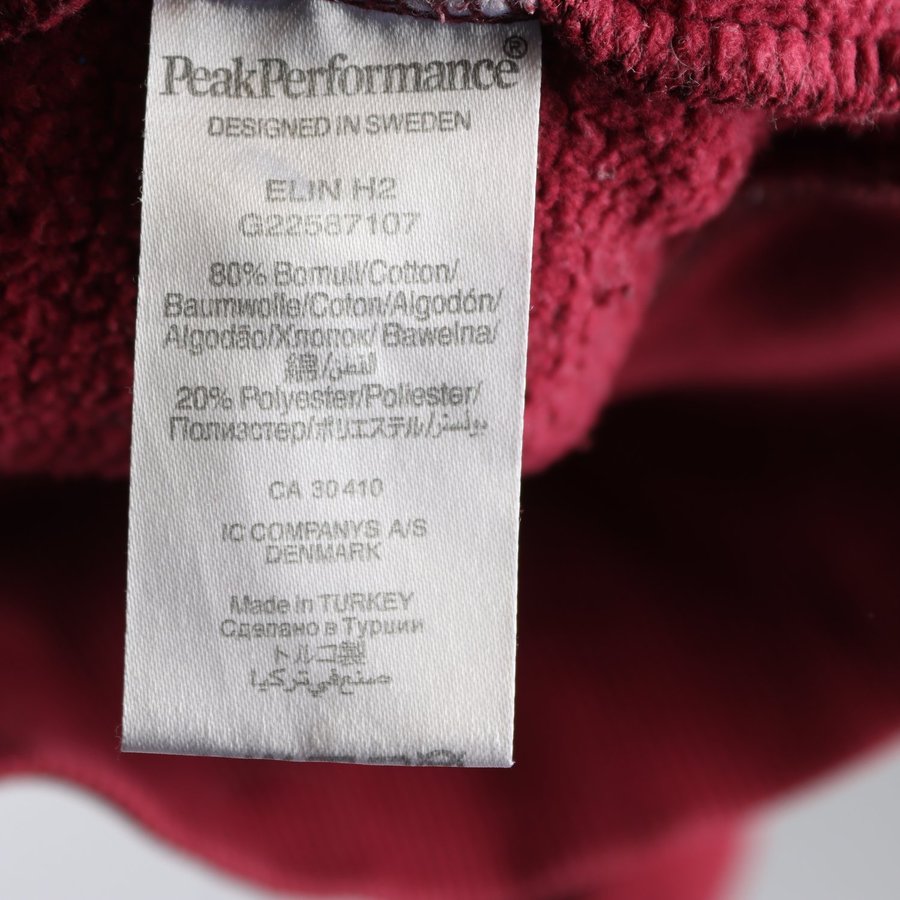 PeakPerformance®
DESIGNED IN SWEDEN
ELIN H2
G22587107
80% Bomull/Cotton/
Baumwolle/Coton/Algodón/
Algodão/Хлопок/ Bawełna/
綿/القطن
20% Polyester/Poliester/
Полиэстер/ポリエステル/بوليستر
CA 30410
IC COMPANYS A/S
DENMARK
Made in TURKEY
Сделано в Турции
トルコ製
صنع في تركيا